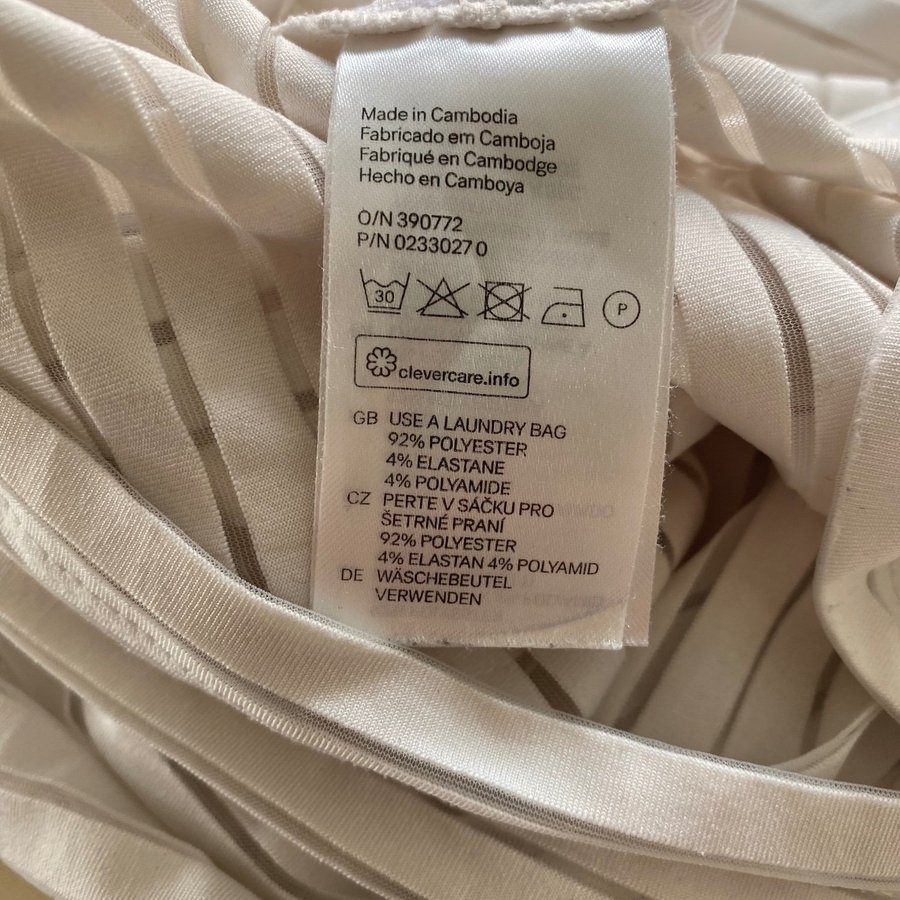 Made in Cambodia
Fabricado em Camboja
Fabriqué en Cambodge
Hecho en Camboya
O/N 390772
P/N 0233027 0
30 P
clevercare.info
GB USE A LAUNDRY BAG
92% POLYESTER
4% ELASTANE
4% POLYAMIDE
CZ PERTE V SÁČKU PRO
ŠETRNÉ PRANÍ
92% POLYESTER
4% ELASTAN 4% POLYAMID
DE WÄSCHEBEUTEL
VERWENDEN